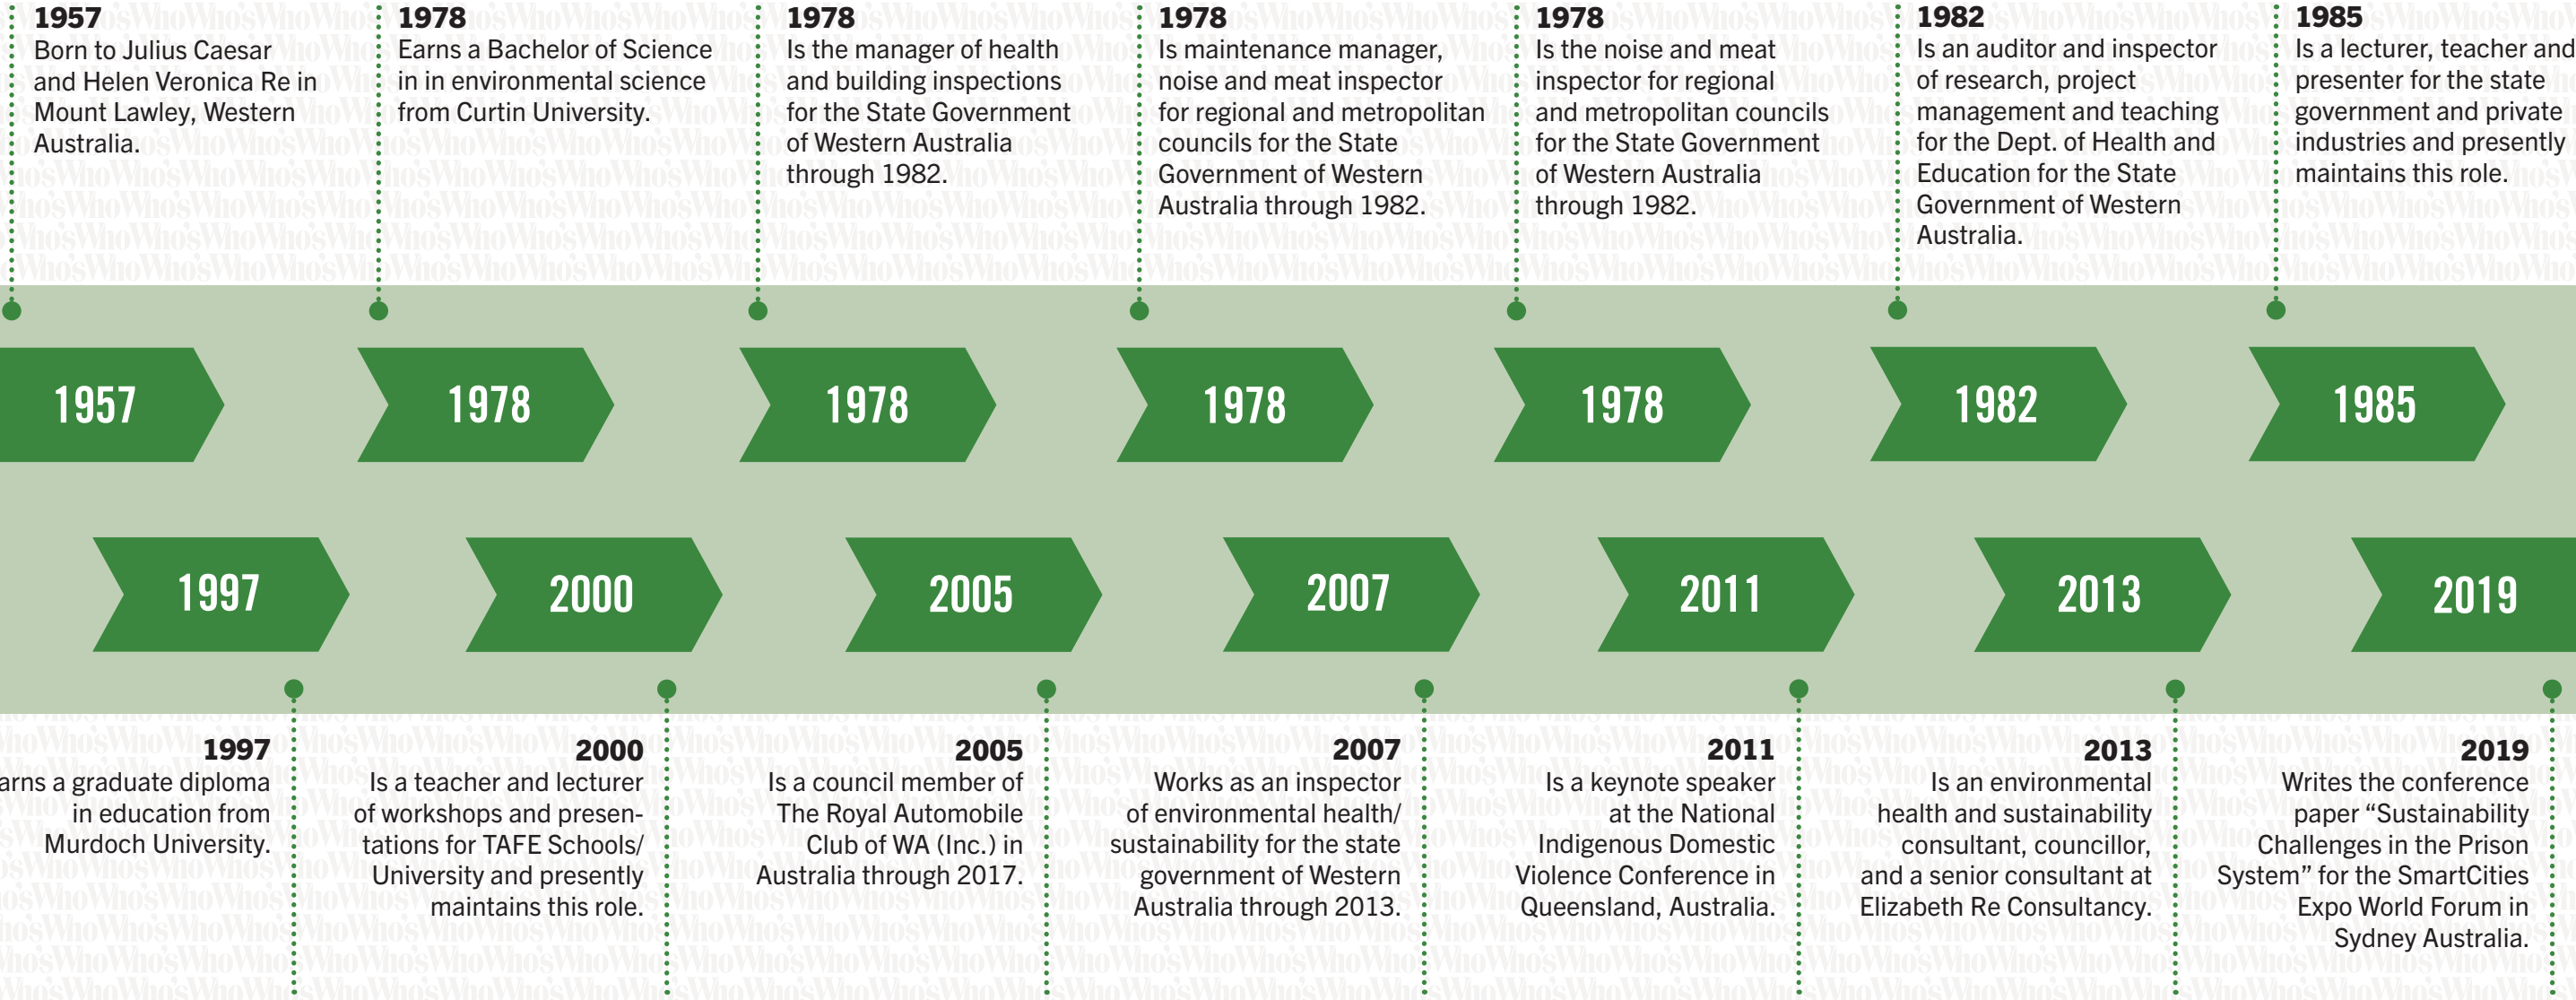 1957
Born to Julius Caesar
and Helen Veronica Re in
Mount Lawley, Western
Australia.
1978
Earns a Bachelor of Science
in in environmental science
from Curtin University.
1978
Is the manager of health
and building inspections
for the State Government
of Western Australia
through 1982.
1978
Is maintenance manager,
noise and meat inspector
for regional and metropolitan
councils for the State
Government of Western
Australia through 1982.
1978
Is the noise and meat
inspector for regional
and metropolitan councils
for the State Government
of Western Australia
through 1982.
1982
Is an auditor and inspector
of research, project
management and teaching
for the Dept. of Health and
Education for the State
Government of Western
Australia.
1985
Is a lecturer, teacher and
presenter for the state
government and private
industries and presently
maintains this role.
1957
1978
1978
1978
1978
1982
1985
1997
2000
2005
2007
2011
2013
2019
1997
arns a graduate diploma
in education from
Murdoch University.
2000
Is a teacher and lecturer
of workshops and presen-
tations for TAFE Schools/
University and presently
maintains this role.
2005
Is a council member of
The Royal Automobile
Club of WA (Inc.) in
Australia through 2017.
2007
Works as an inspector
of environmental health/
sustainability for the state
government of Western
Australia through 2013.
2011
Is a keynote speaker
at the National
Indigenous Domestic
Violence Conference in
Queensland, Australia.
2013
Is an environmental
health and sustainability
consultant, councillor,
and a senior consultant at
Elizabeth Re Consultancy.
2019
Writes the conference
paper “Sustainability
Challenges in the Prison
System” for the SmartCities
Expo World Forum in
Sydney Australia.